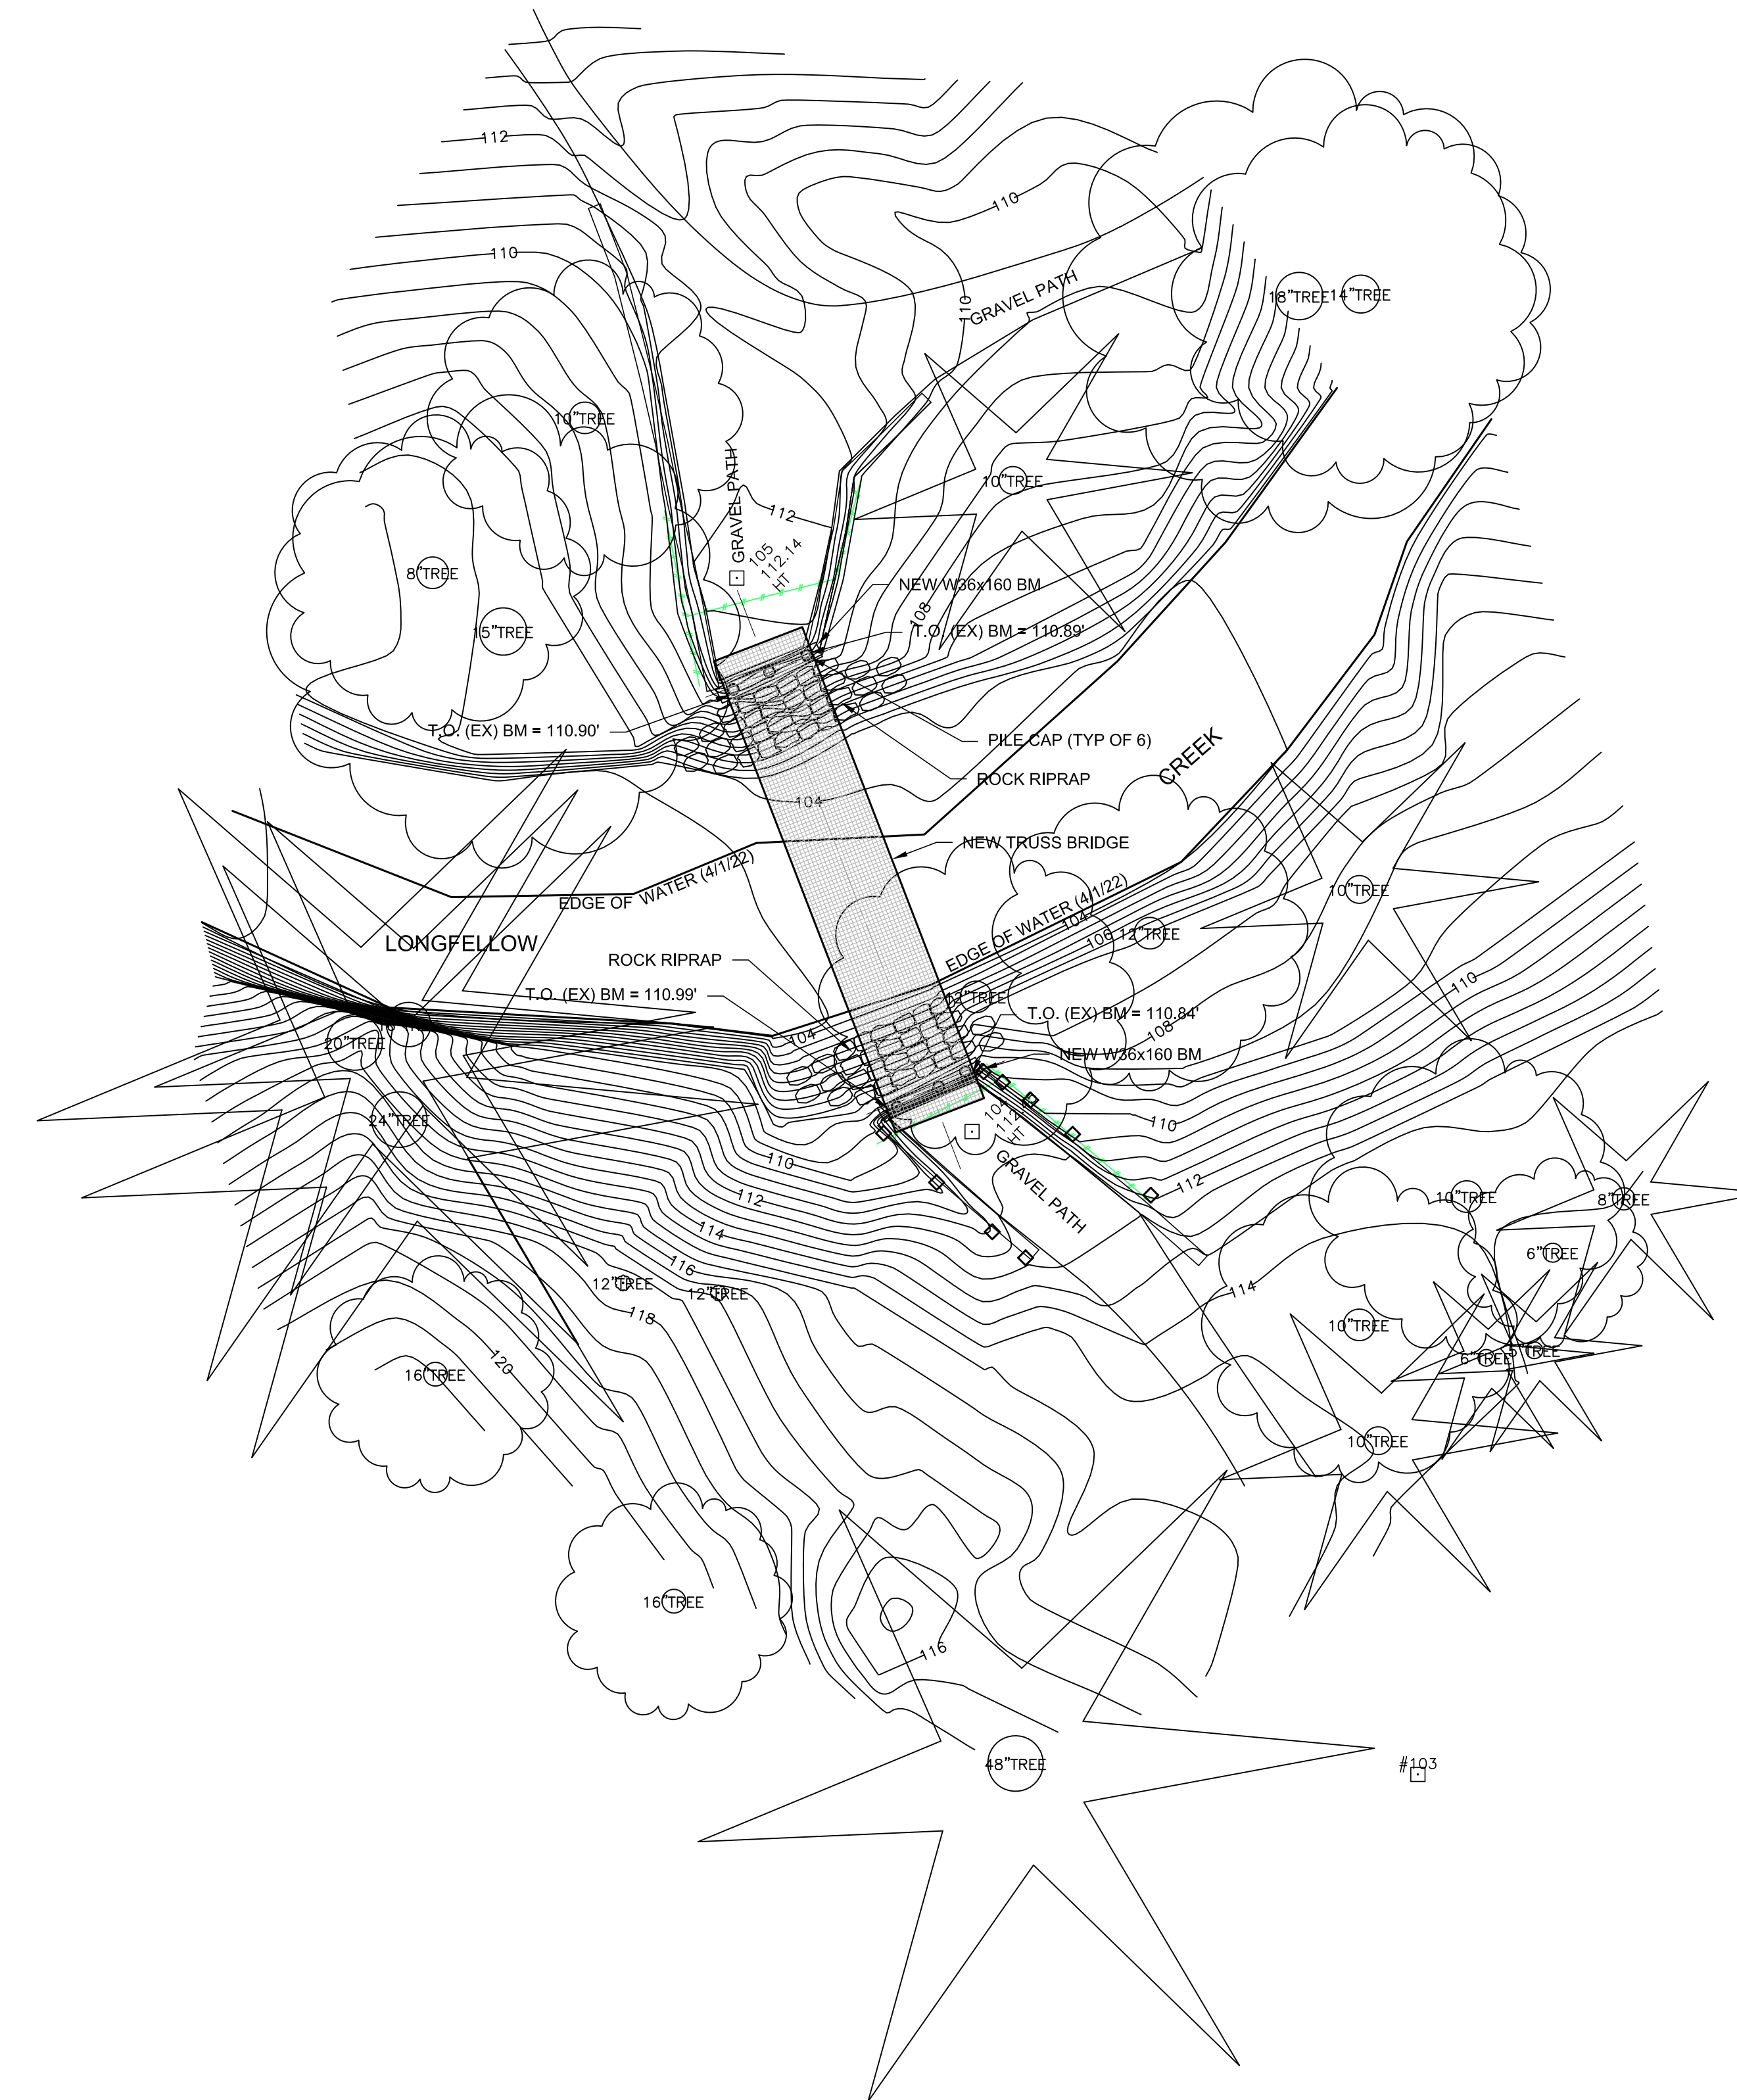 112
110
110
110
GRAVEL PATH
18"TREE
14"TREE
10"TREE
10"TREE
GRAVEL PATH
112
105
112.14
HT
8"TREE
15"TREE
NEW W36x160 BM
108
T.O. (EX) BM = 110.89'
T.O. (EX) BM = 110.90'
PILE CAP (TYP OF 6)
ROCK RIPRAP
CREEK
104
NEW TRUSS BRIDGE
EDGE OF WATER (4/1/22)
EDGE OF WATER (4/1/22)
10"TREE
104
106
12"TREE
LONGFELLOW
ROCK RIPRAP
T.O. (EX) BM = 110.99'
12"TREE
110
T.O. (EX) BM = 110.84'
108
104
20"TREE
NEW W36x160 BM
24"TREE
104
HT
110
110
GRAVEL PATH
112
112
114
116
10"TREE
8"TREE
6"TREE
12"TREE
12"TREE
114
118
10"TREE
6"TREE
5"TREE
120
16"TREE
10"TREE
16"TREE
116
48"TREE
#103